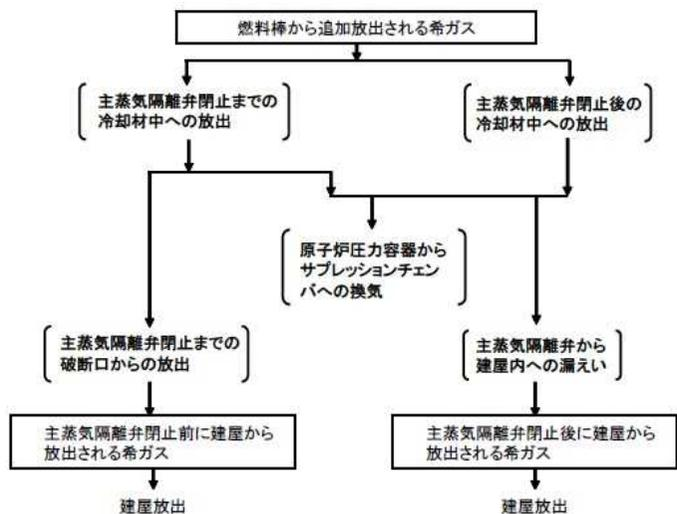 燃料棒から追加放出される希ガス
主蒸気隔離弁閉止までの
冷却材中への放出
主蒸気隔離弁閉止後の
冷却材中への放出
原子炉圧力容器から
サプレッションチェン
バへの換気
主蒸気隔離弁閉止までの
破断口からの放出
主蒸気隔離弁から
建屋内への漏えい
主蒸気隔離弁閉止前に建屋から
放出される希ガス
主蒸気隔離弁閉止後に建屋から
放出される希ガス
建屋放出
建屋放出